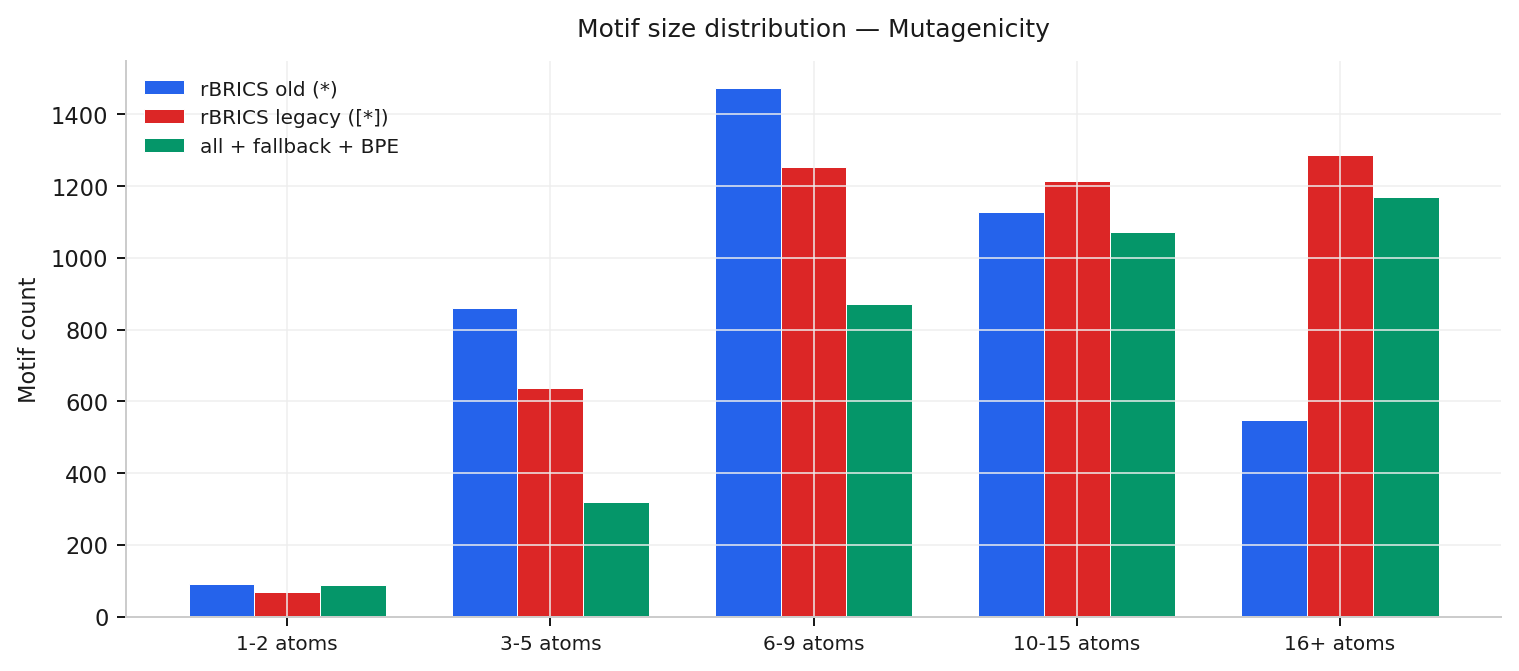 Motif size distribution — Mutagenicity
rBRICS old (*)
rBRICS legacy ([*])
all + fallback + BPE
Motif count
1400
1200
1000
800
600
400
200
0
1-2 atoms
3-5 atoms
6-9 atoms
10-15 atoms
16+ atoms